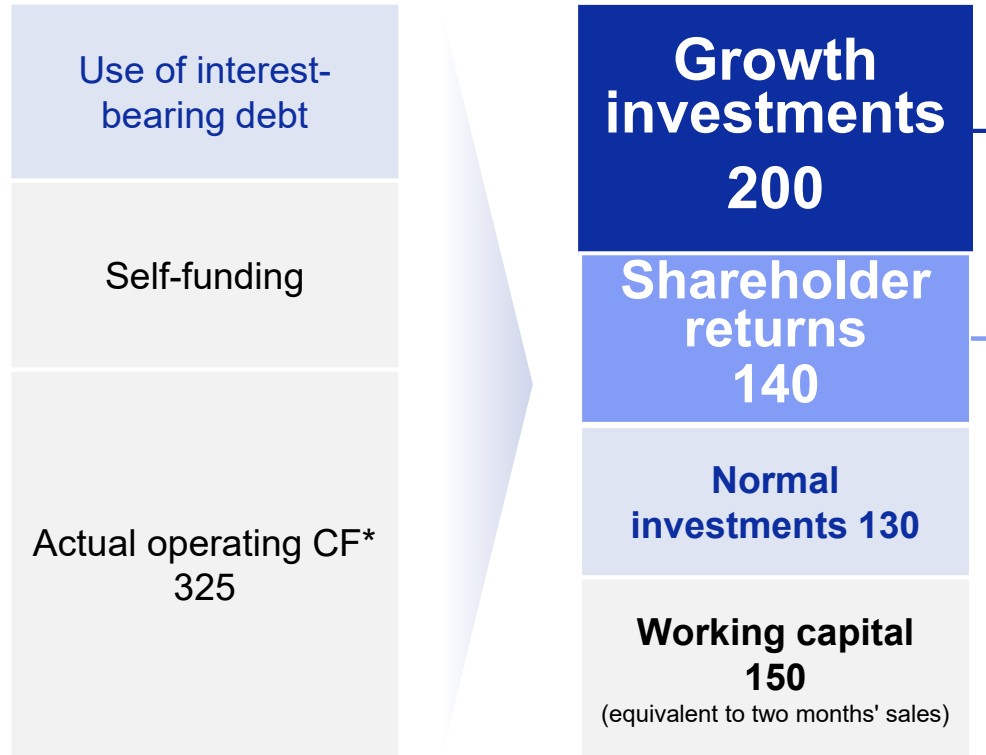 Use of interest-
bearing debt
Self-funding
Actual operating CF*
325
Growth
investments
200
Shareholder
returns
140
Normal
investments 130
Working capital
150
(equivalent to two months' sales)